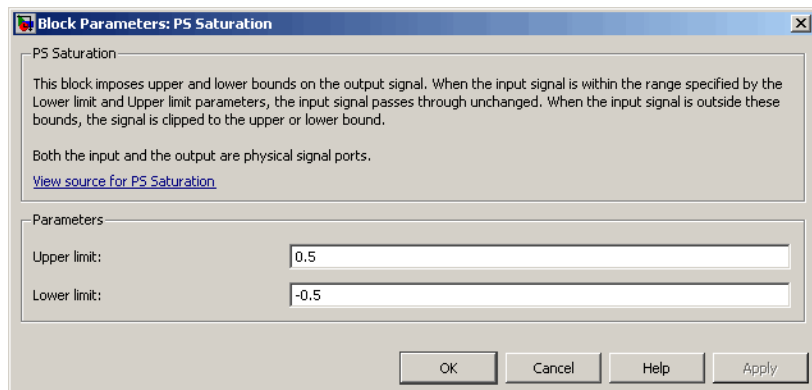 Block Parameters: PS Saturation
PS Saturation
This block imposes upper and lower bounds on the output signal. When the input signal is within the range specified by the
Lower limit and Upper limit parameters, the input signal passes through unchanged. When the input signal is outside these
bounds, the signal is clipped to the upper or lower bound.
Both the input and the output are physical signal ports.
View source for PS Saturation
Parameters
Upper limit: 0.5
Lower limit: -0.5
OK Cancel Help Apply